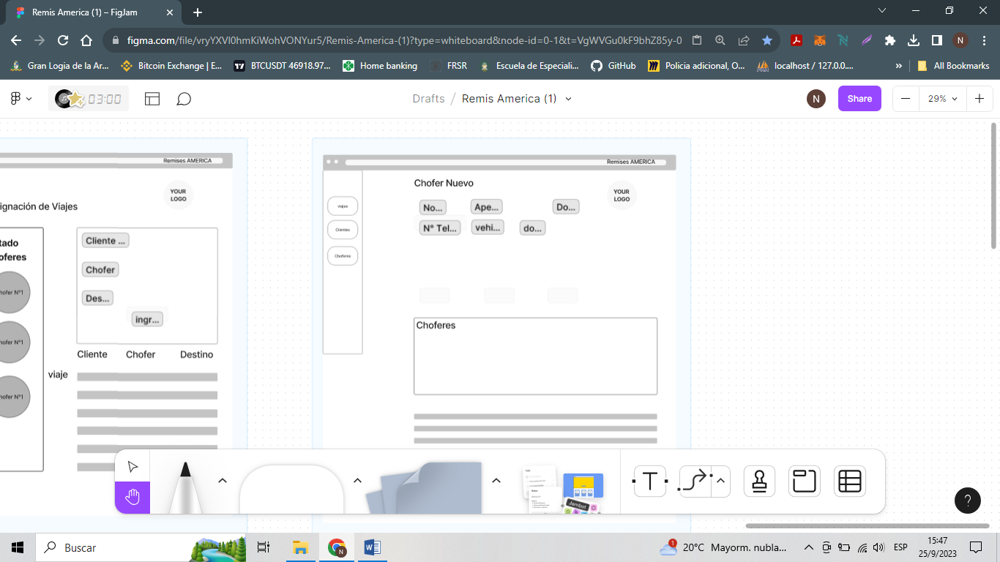 Remis America (1) – FigJam
figma.com/file/vryYXVl0hmKiWohVONYur5/Remis-America-(1)?type=whiteboard&node-id=0-1&t=VgWVGu0kF9bhZ85y-0
N
Gran Logia de la Ar...
Bitcoin Exchange | E...
BTCUSDT 46918.97...
Home banking
FRSR
Escuela de Especiali...
GitHub
Policia adicional, O...
localhost / 127.0.0....
»
All Bookmarks
03:00
Drafts / Remis America (1)
N
Share
29%
Remises AMERICA
YOUR
LOGO
ignación de Viajes
tado
oferes
hofer N°1
hofer N°1
hofer N°1
Cliente ...
Chofer
Des...
ingr...
Cliente Chofer Destino
viaje
Remises AMERICA
Chofer Nuevo
YOUR
LOGO
viajes
Clientes
Choferes
No... Ape... Do...
N° Tel... vehi... do...
Choferes
T
Jambot
?
Buscar
20°C Mayorm. nubla...
ESP
15:47
25/9/2023